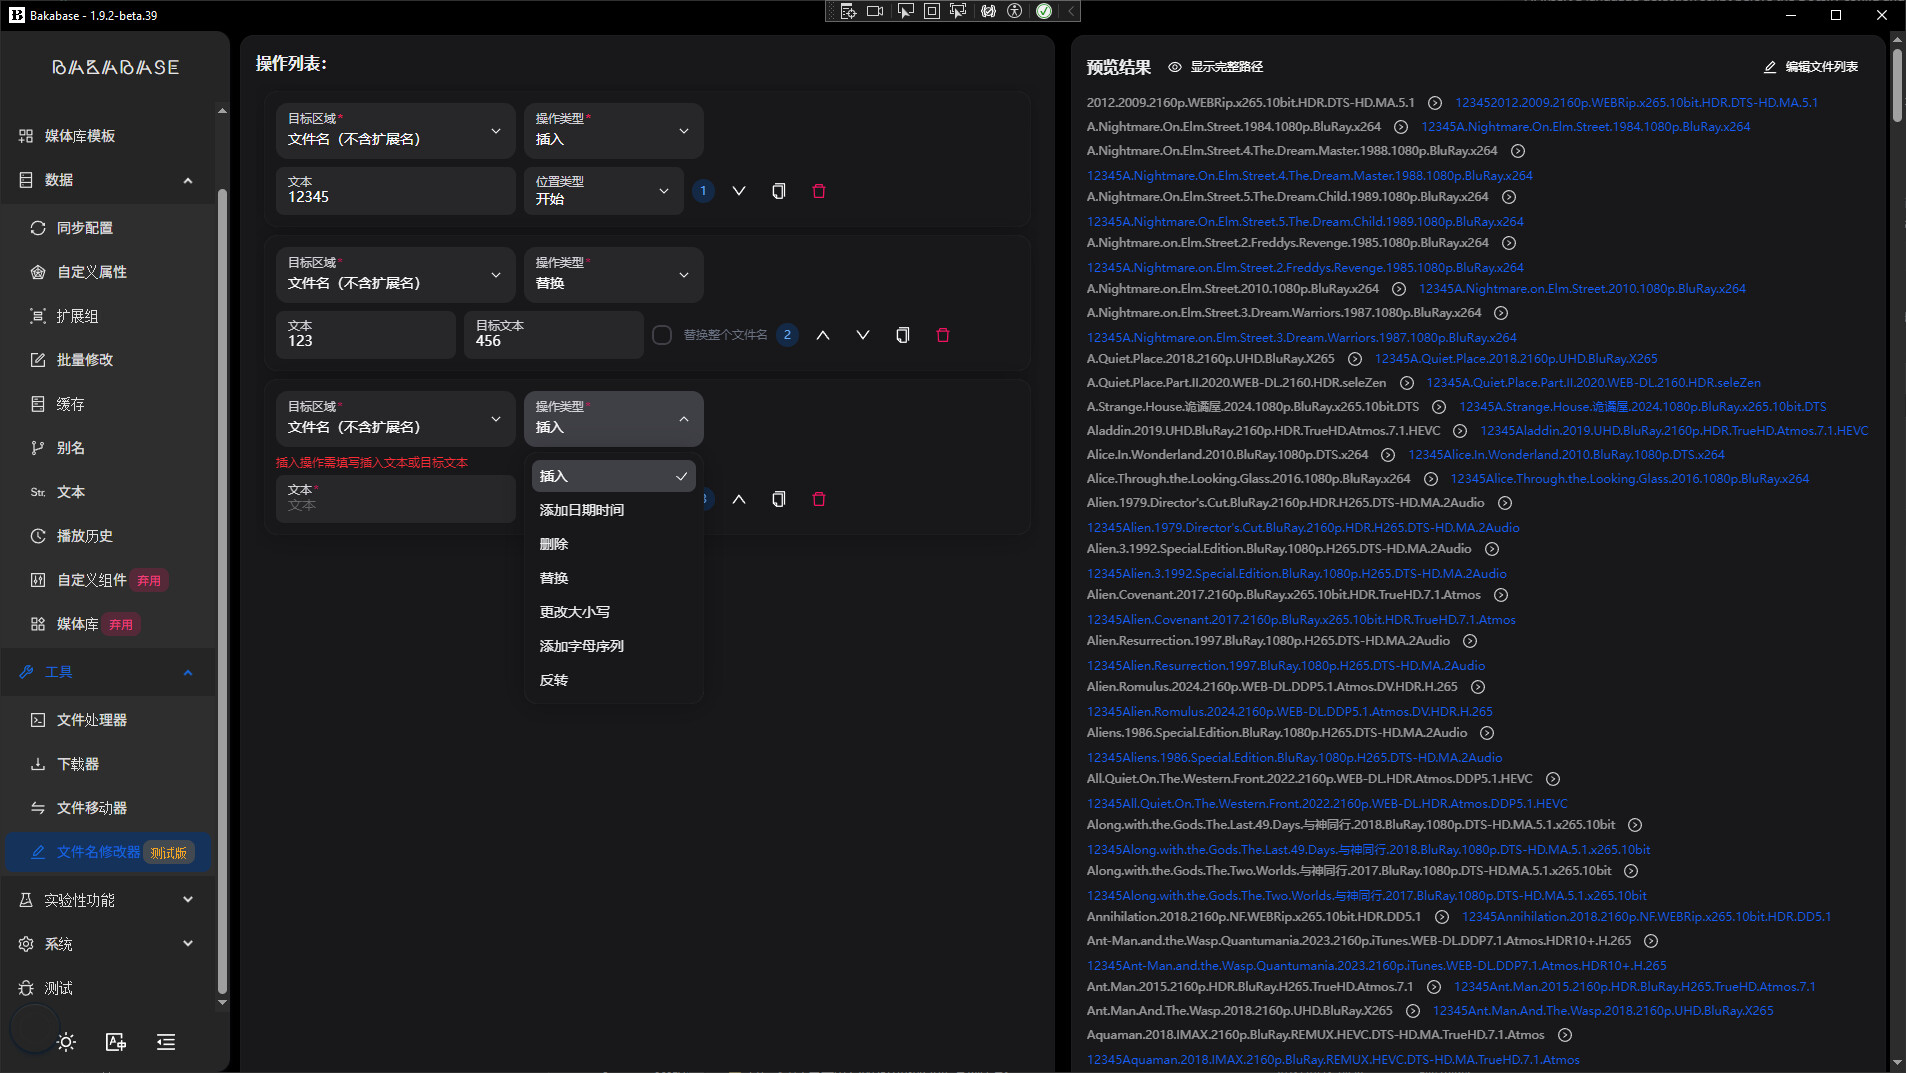 Bakabase - 1.9.2-beta.39
BAKABASE
媒体库模板
数据
同步配置
自定义属性
扩展组
批量修改
缓存
别名
Str. 文本
播放历史
自定义组件 弃用
媒体库 弃用
工具
文件处理器
下载器
文件移动器
文件名修改器 测试版
实验性功能
系统
测试
操作列表:
目标区域*
文件名（不含扩展名）
操作类型*
插入
文本
12345
位置类型
开始
1
目标区域*
文件名（不含扩展名）
操作类型*
替换
文本
123
目标文本
456
替换整个文件名
2
目标区域*
文件名（不含扩展名）
操作类型*
插入
插入操作需填写插入文本或目标文本
文本*
文本
3
插入
添加日期时间
删除
替换
更改大小写
添加字母序列
反转
预览结果 显示完整路径 编辑文件列表
2012.2009.2160p.WEBRip.x265.10bit.HDR.DTS-HD.MA.5.1 123452012.2009.2160p.WEBRip.x265.10bit.HDR.DTS-HD.MA.5.1
A.Nightmare.On.Elm.Street.1984.1080p.BluRay.x264 12345A.Nightmare.On.Elm.Street.1984.1080p.BluRay.x264
A.Nightmare.On.Elm.Street.4.The.Dream.Master.1988.1080p.BluRay.x264
12345A.Nightmare.On.Elm.Street.4.The.Dream.Master.1988.1080p.BluRay.x264
A.Nightmare.On.Elm.Street.5.The.Dream.Child.1989.1080p.BluRay.x264
12345A.Nightmare.On.Elm.Street.5.The.Dream.Child.1989.1080p.BluRay.x264
A.Nightmare.on.Elm.Street.2.Freddys.Revenge.1985.1080p.BluRay.x264
12345A.Nightmare.on.Elm.Street.2.Freddys.Revenge.1985.1080p.BluRay.x264
A.Nightmare.on.Elm.Street.2010.1080p.BluRay.x264 12345A.Nightmare.on.Elm.Street.2010.1080p.BluRay.x264
A.Nightmare.on.Elm.Street.3.Dream.Warriors.1987.1080p.BluRay.x264
12345A.Nightmare.on.Elm.Street.3.Dream.Warriors.1987.1080p.BluRay.x264
A.Quiet.Place.2018.2160p.UHD.BluRay.X265 12345A.Quiet.Place.2018.2160p.UHD.BluRay.X265
A.Quiet.Place.Part.II.2020.WEB-DL.2160.HDR.seleZen 12345A.Quiet.Place.Part.II.2020.WEB-DL.2160.HDR.seleZen
A.Strange.House.诡谲屋.2024.1080p.BluRay.x265.10bit.DTS 12345A.Strange.House.诡谲屋.2024.1080p.BluRay.x265.10bit.DTS
Aladdin.2019.UHD.BluRay.2160p.HDR.TrueHD.Atmos.7.1.HEVC 12345Aladdin.2019.UHD.BluRay.2160p.HDR.TrueHD.Atmos.7.1.HEVC
Alice.In.Wonderland.2010.BluRay.1080p.DTS.x264 12345Alice.In.Wonderland.2010.BluRay.1080p.DTS.x264
Alice.Through.the.Looking.Glass.2016.1080p.BluRay.x264 12345Alice.Through.the.Looking.Glass.2016.1080p.BluRay.x264
Alien.1979.Director's.Cut.BluRay.2160p.HDR.H265.DTS-HD.MA.2Audio
12345Alien.1979.Director's.Cut.BluRay.2160p.HDR.H265.DTS-HD.MA.2Audio
Alien.3.1992.Special.Edition.BluRay.1080p.H265.DTS-HD.MA.2Audio
12345Alien.3.1992.Special.Edition.BluRay.1080p.H265.DTS-HD.MA.2Audio
Alien.Covenant.2017.2160p.BluRay.x265.10bit.HDR.TrueHD.7.1.Atmos
12345Alien.Covenant.2017.2160p.BluRay.x265.10bit.HDR.TrueHD.7.1.Atmos
Alien.Resurrection.1997.BluRay.1080p.H265.DTS-HD.MA.2Audio
12345Alien.Resurrection.1997.BluRay.1080p.H265.DTS-HD.MA.2Audio
Alien.Romulus.2024.2160p.WEB-DL.DDP5.1.Atmos.DV.HDR.H.265
12345Alien.Romulus.2024.2160p.WEB-DL.DDP5.1.Atmos.DV.HDR.H.265
Aliens.1986.Special.Edition.BluRay.1080p.H265.DTS-HD.MA.2Audio
12345Aliens.1986.Special.Edition.BluRay.1080p.H265.DTS-HD.MA.2Audio
All.Quiet.On.The.Western.Front.2022.2160p.WEB-DL.HDR.Atmos.DDP5.1.HEVC
12345All.Quiet.On.The.Western.Front.2022.2160p.WEB-DL.HDR.Atmos.DDP5.1.HEVC
Along.with.the.Gods.The.Last.49.Days.与神同行.2018.BluRay.1080p.DTS-HD.MA.5.1.x265.10bit
12345Along.with.the.Gods.The.Last.49.Days.与神同行.2018.BluRay.1080p.DTS-HD.MA.5.1.x265.10bit
Along.with.the.Gods.The.Two.Worlds.与神同行.2017.BluRay.1080p.DTS-HD.MA.5.1.x265.10bit
12345Along.with.the.Gods.The.Two.Worlds.与神同行.2017.BluRay.1080p.DTS-HD.MA.5.1.x265.10bit
Annihilation.2018.2160p.NF.WEBRip.x265.10bit.HDR.DD5.1 12345Annihilation.2018.2160p.NF.WEBRip.x265.10bit.HDR.DD5.1
Ant-Man.and.the.Wasp.Quantumania.2023.2160p.iTunes.WEB-DL.DDP7.1.Atmos.HDR10+.H.265
12345Ant-Man.and.the.Wasp.Quantumania.2023.2160p.iTunes.WEB-DL.DDP7.1.Atmos.HDR10+.H.265
Ant.Man.2015.2160p.HDR.BluRay.H265.TrueHD.Atmos.7.1 12345Ant.Man.2015.2160p.HDR.BluRay.H265.TrueHD.Atmos.7.1
Ant.Man.And.The.Wasp.2018.2160p.UHD.BluRay.X265 12345Ant.Man.And.The.Wasp.2018.2160p.UHD.BluRay.X265
Aquaman.2018.IMAX.2160p.BluRay.REMUX.HEVC.DTS-HD.MA.TrueHD.7.1.Atmos
12345Aquaman.2018.IMAX.2160p.BluRay.REMUX.HEVC.DTS-HD.MA.TrueHD.7.1.Atmos